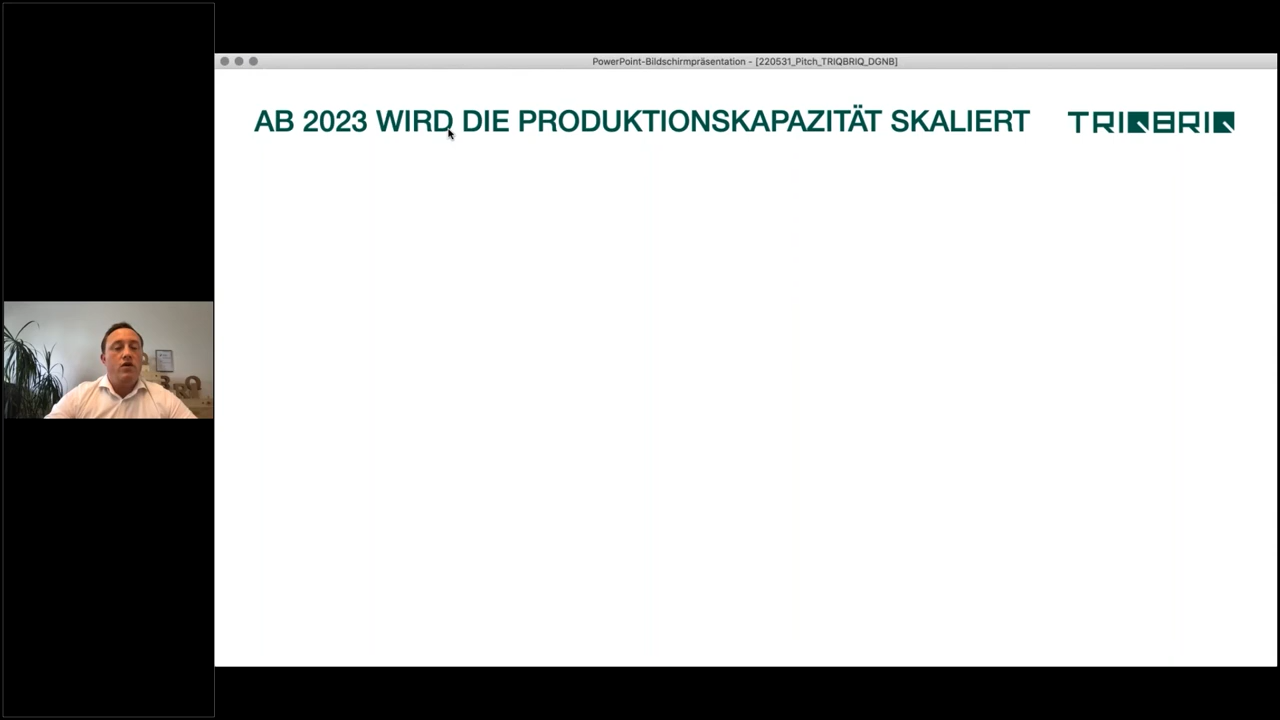 PowerPoint-Bildschirmpräsentation - [220531_Pitch_TRIQBRIQ_DGNB]
AB 2023 WIRD DIE PRODUKTIONSKAPAZITÄT SKALIERT
TRIQBRIQ